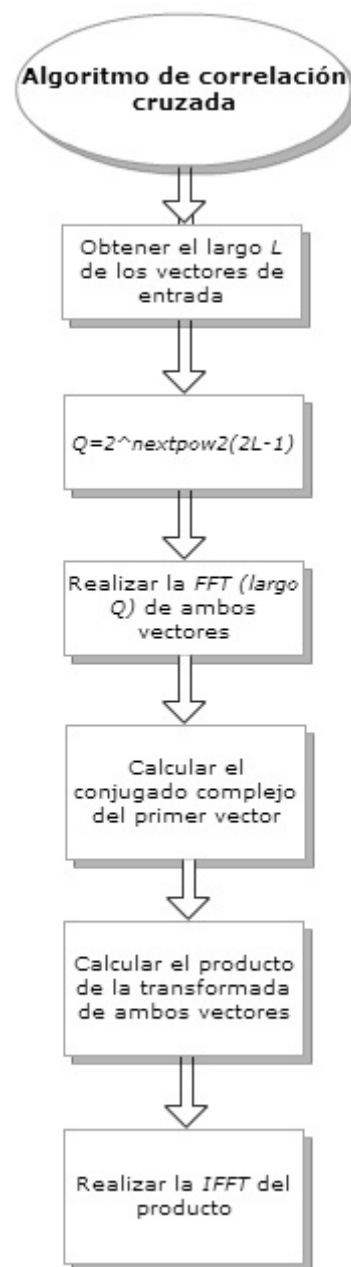 Algoritmo de correlación
cruzada
Obtener el largo L
de los vectores de
entrada
Q=2^nextpow2(2L-1)
Realizar la FFT (largo
Q) de ambos
vectores
Calcular el
conjugado complejo
del primer vector
Calcular el producto
de la transformada
de ambos vectores
Realizar la IFFT del
producto